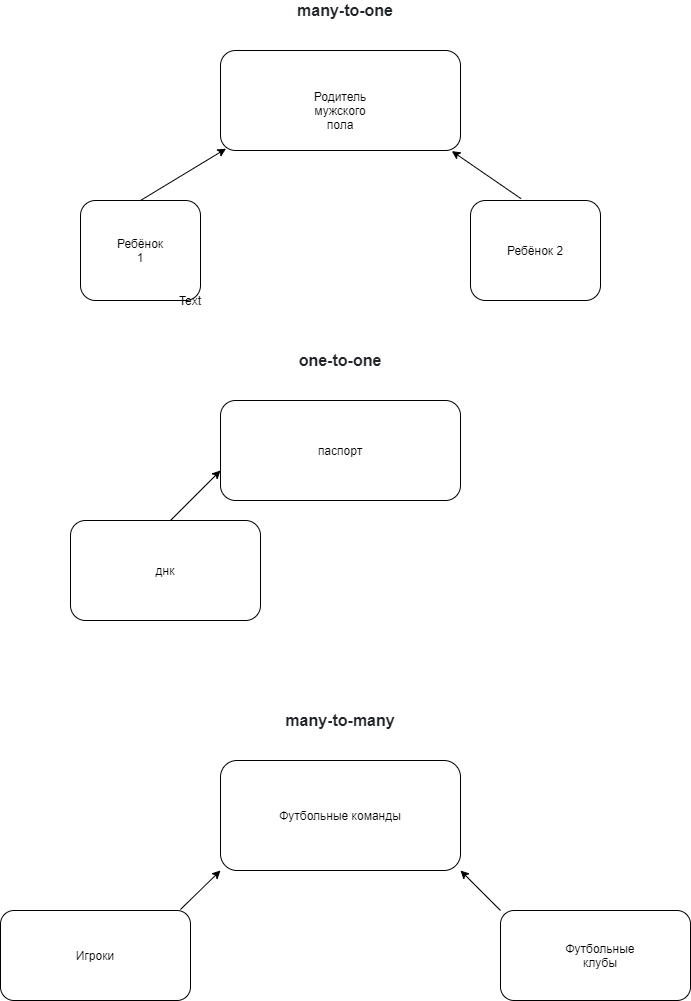 many-to-one
Родитель
мужского
пола
Ребёнок
1
Ребёнок 2
Text
one-to-one
паспорт
днк
many-to-many
Футбольные команды
Игроки
Футбольные
клубы